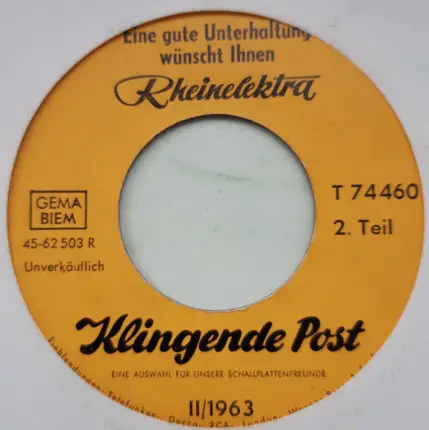 Eine gute Unterhaltung
wünscht Ihnen
Rheinelektra
GEMA
BIEM
45-62 503 R
Unverkäuflich
T 74460
2. Teil
Klingende Post
EINE AUSWAHL FÜR UNSERE SCHALLPLATTENFREUNDE
II/1963
Einblendungen: Telefunken, Decca, RCA, London,